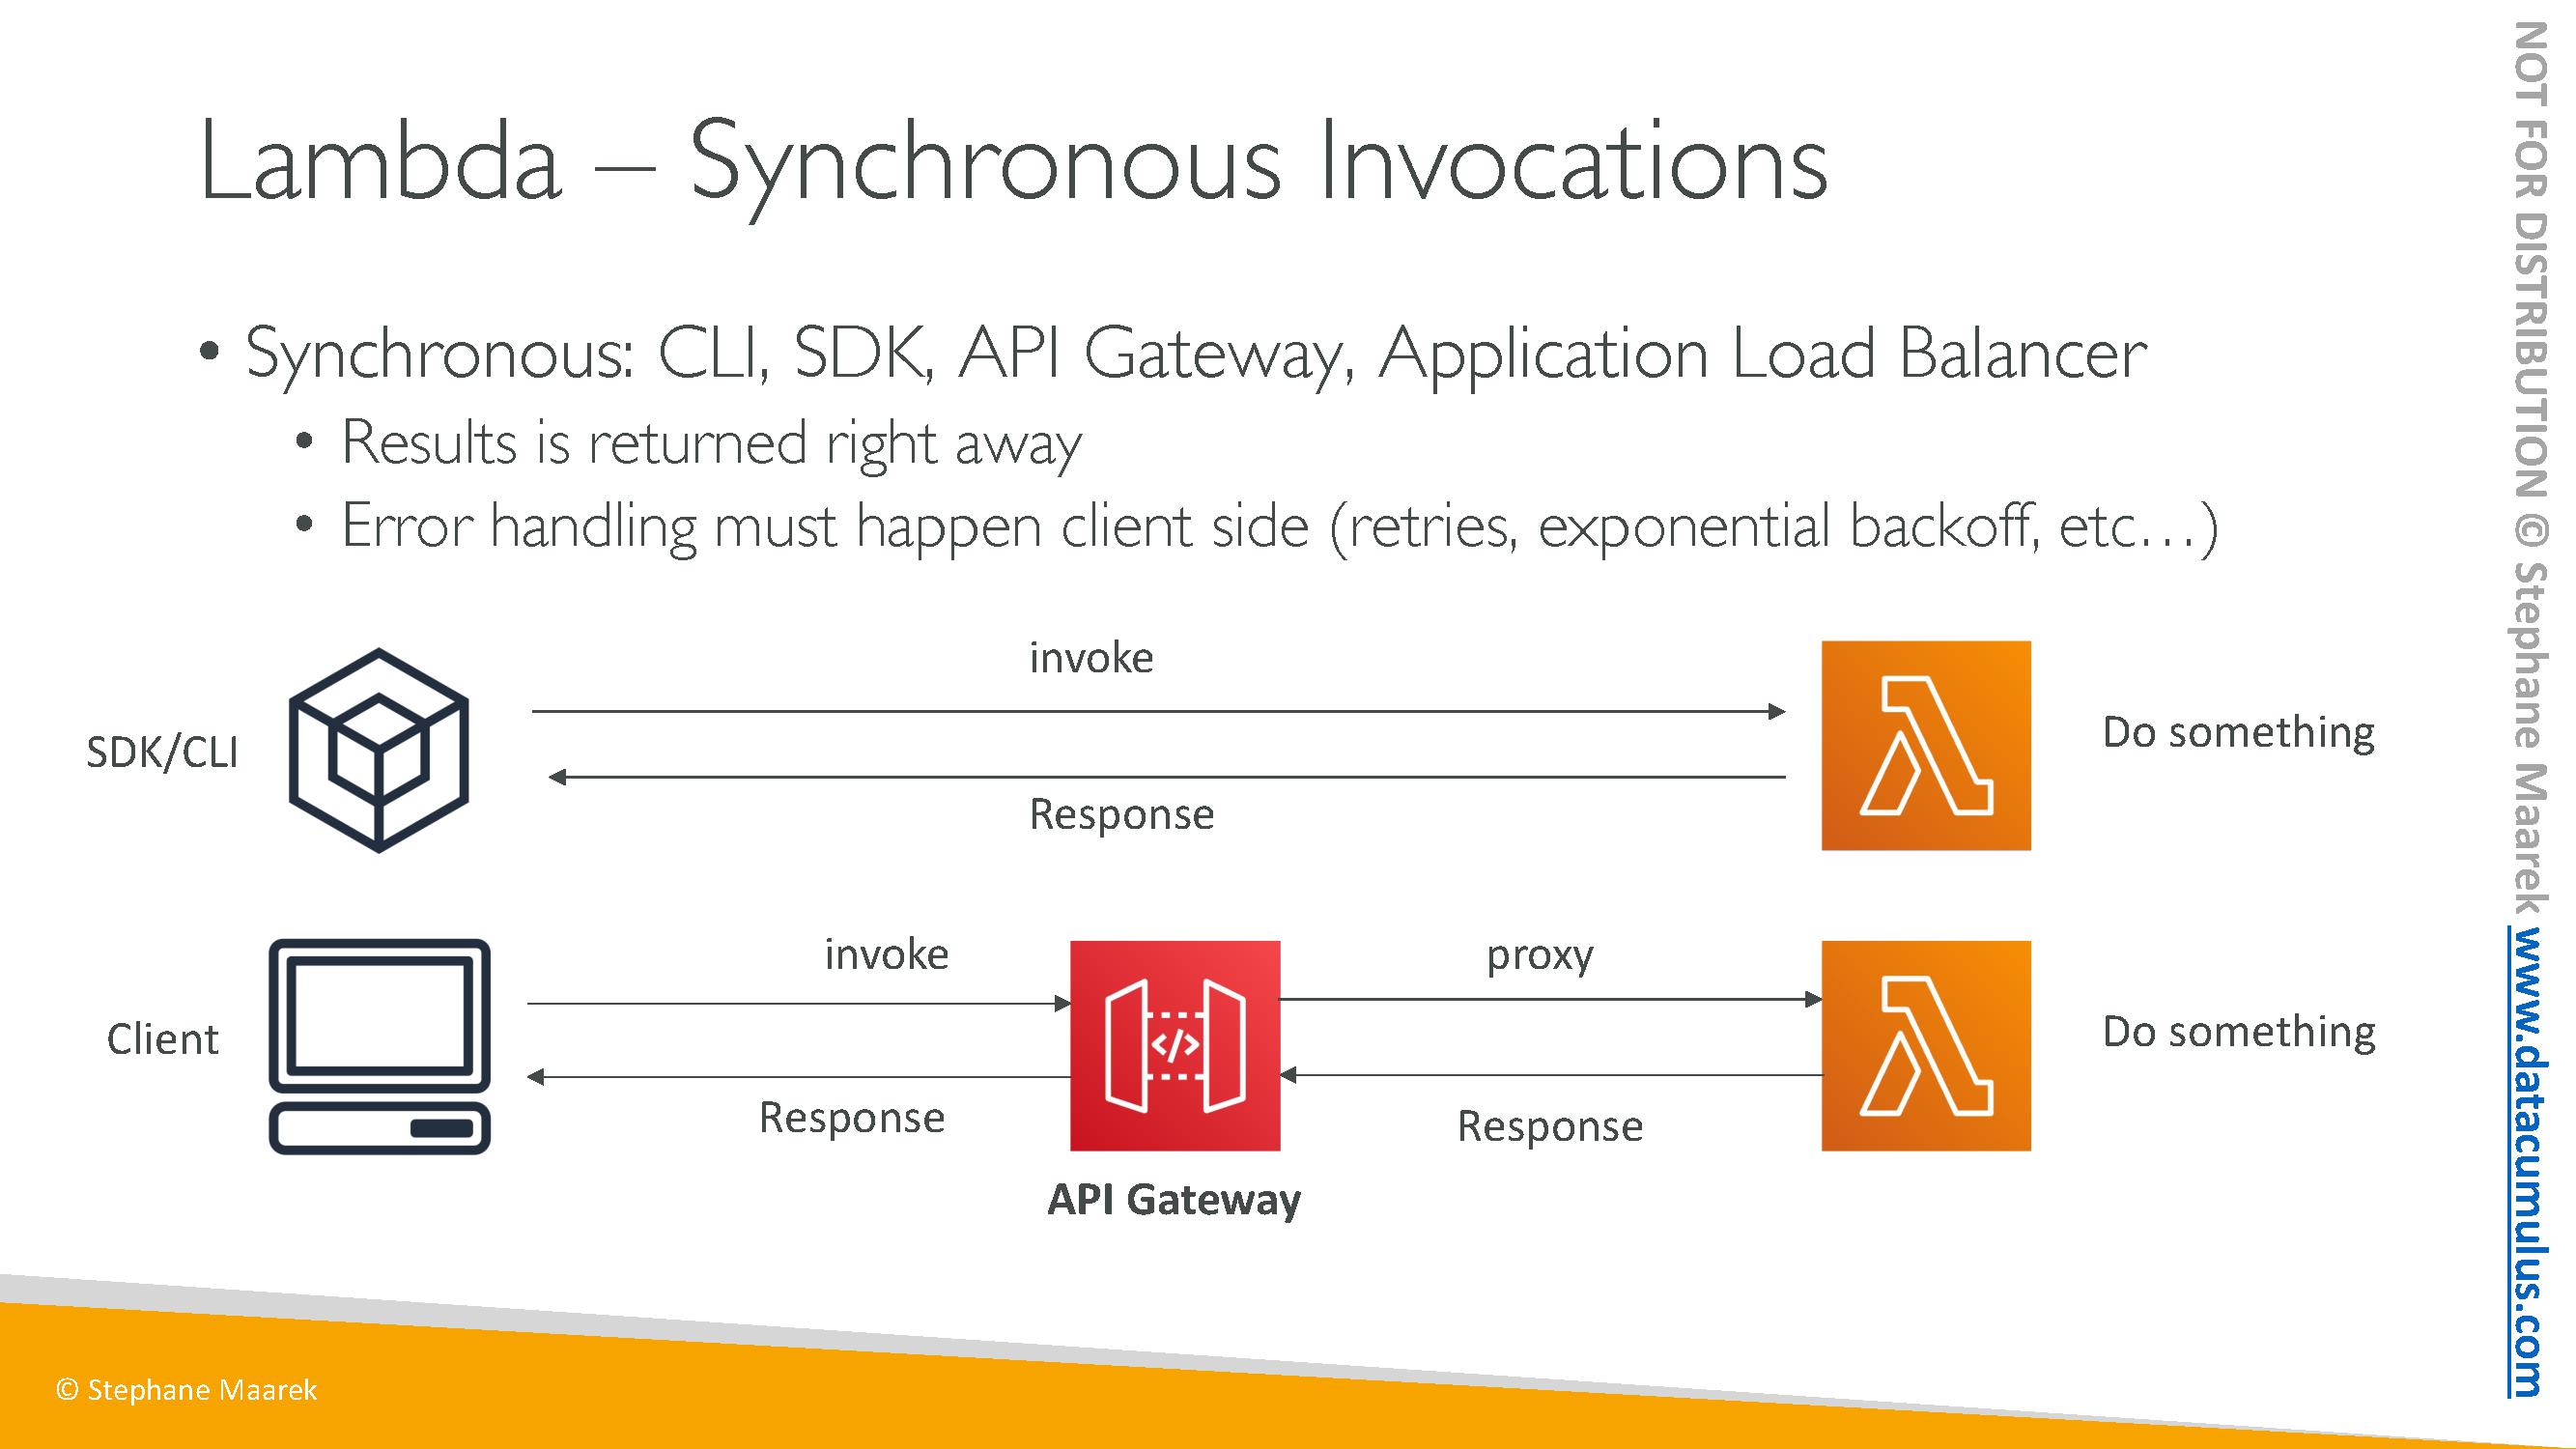 Lambda – Synchronous Invocations
• Synchronous: CLI, SDK, API Gateway, Application Load Balancer
• Results is returned right away
• Error handling must happen client side (retries, exponential backoff, etc…)
invoke
SDK/CLI
Do something
Response
invoke
proxy
Client
</>
Do something
Response
Response
API Gateway
© Stephane Maarek
NOT FOR DISTRIBUTION © Stephane Maarek www.datacumulus.com